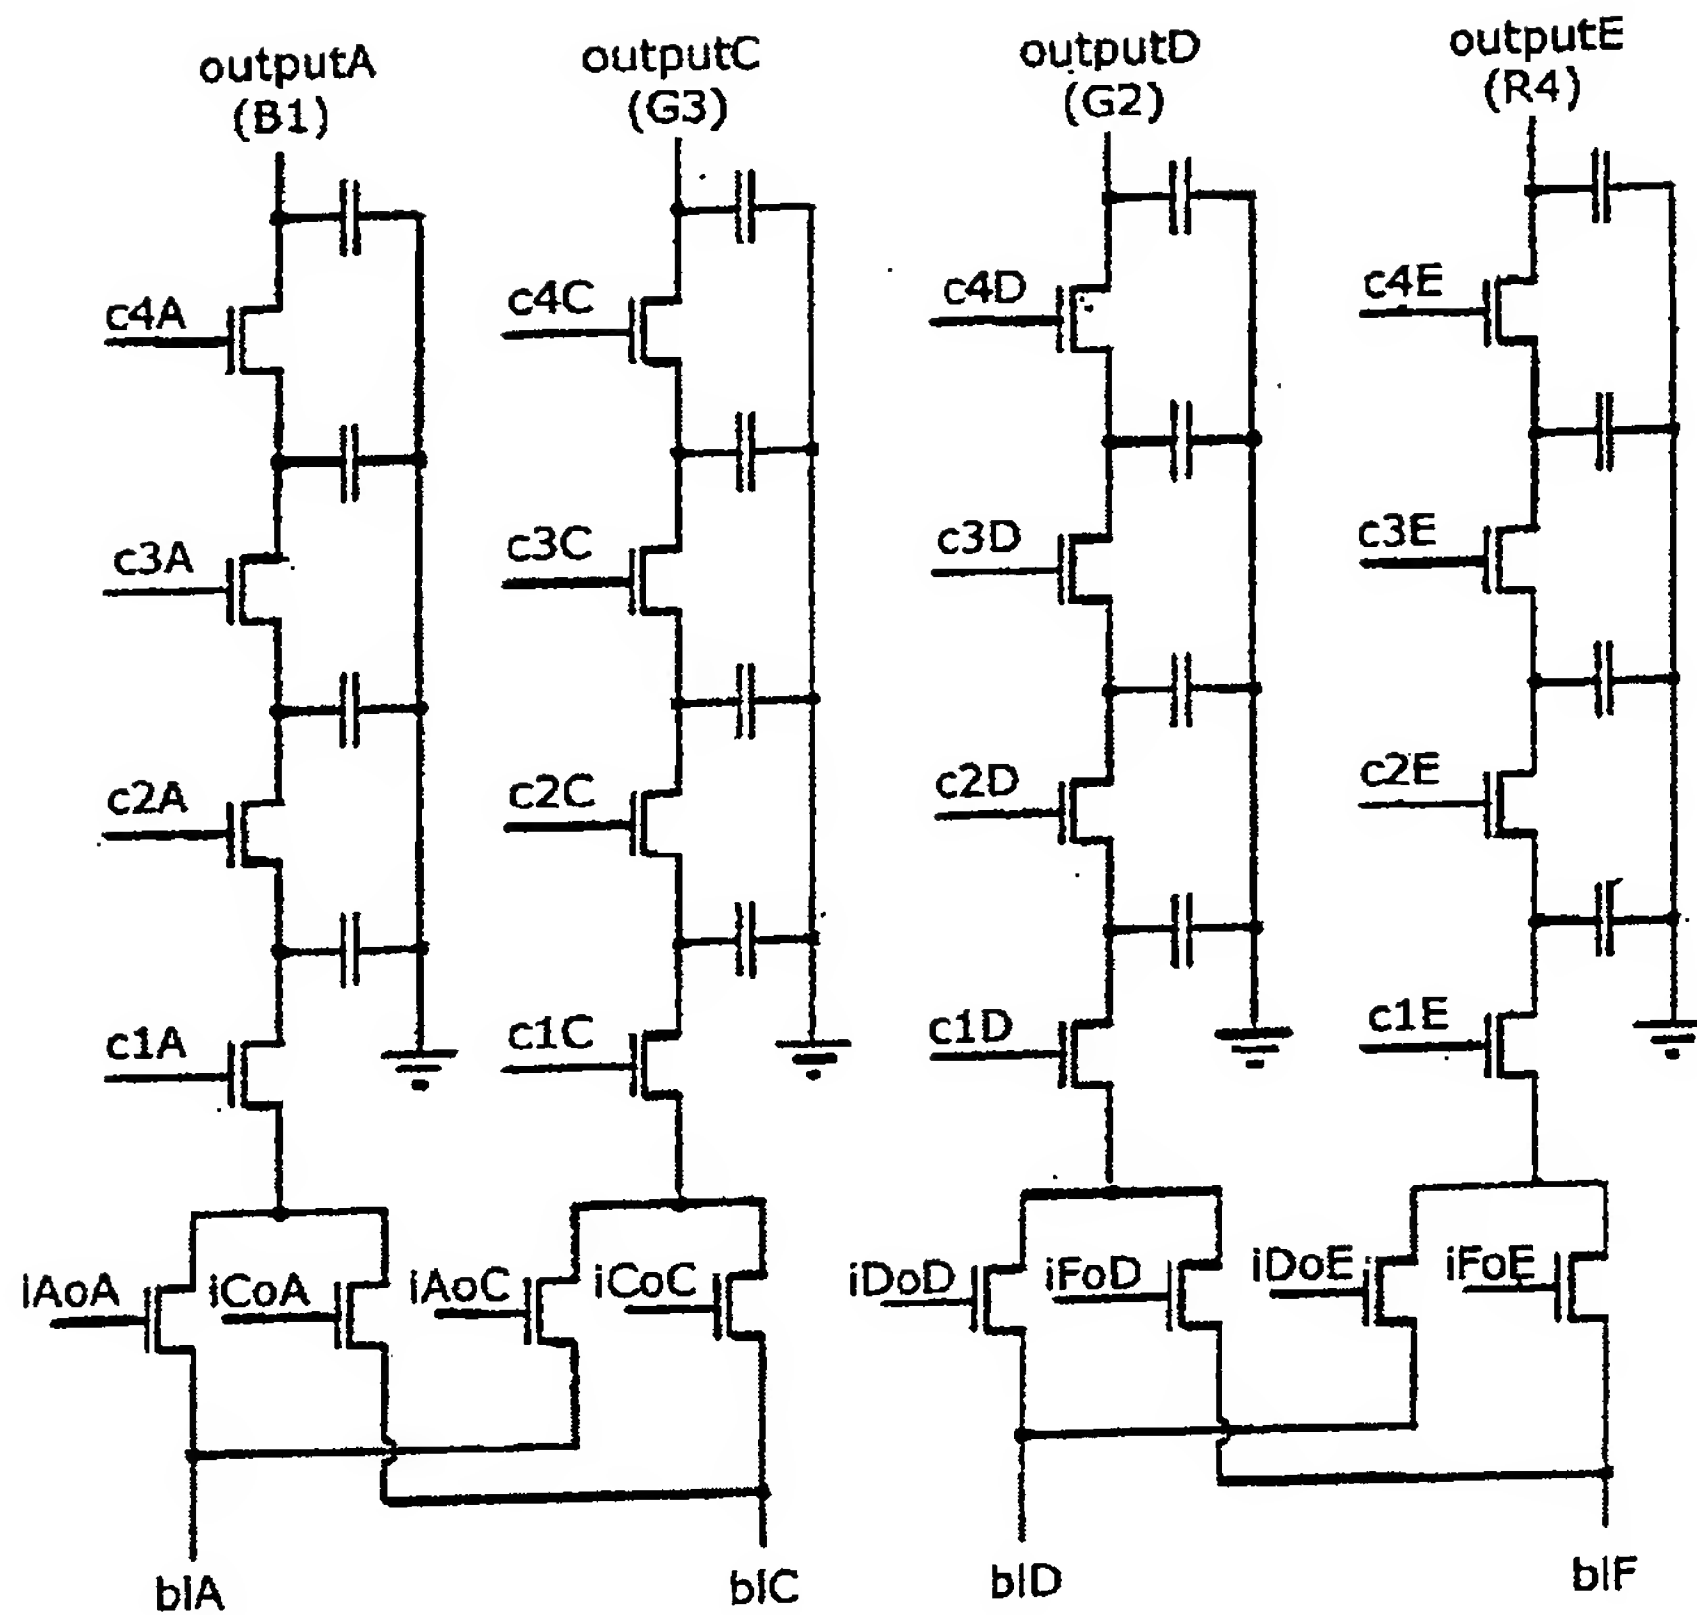 outputA
(B1)
outputC
(G3)
outputD
(G2)
outputE
(R4)
c4A
c4C
c4D
c4E
c3A
c3C
c3D
c3E
c2A
c2C
c2D
c2E
c1A
c1C
c1D
c1E
iAoA
iCoA
iAoC
iCoC
iDoD
iFoD
iDoE
iFoE
blA
blC
blD
blF